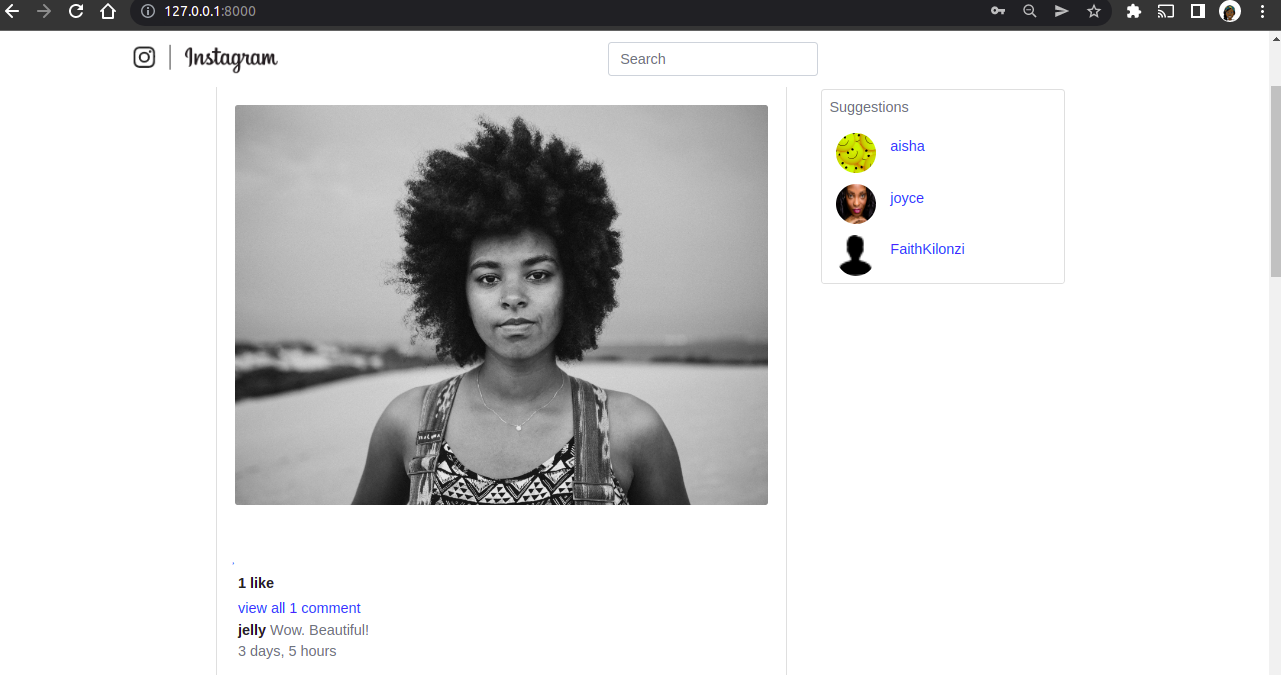 127.0.0.1:8000
Instagram
Search
Suggestions
aisha
joyce
FaithKilonzi
1 like
view all 1 comment
jelly Wow. Beautiful!
3 days, 5 hours